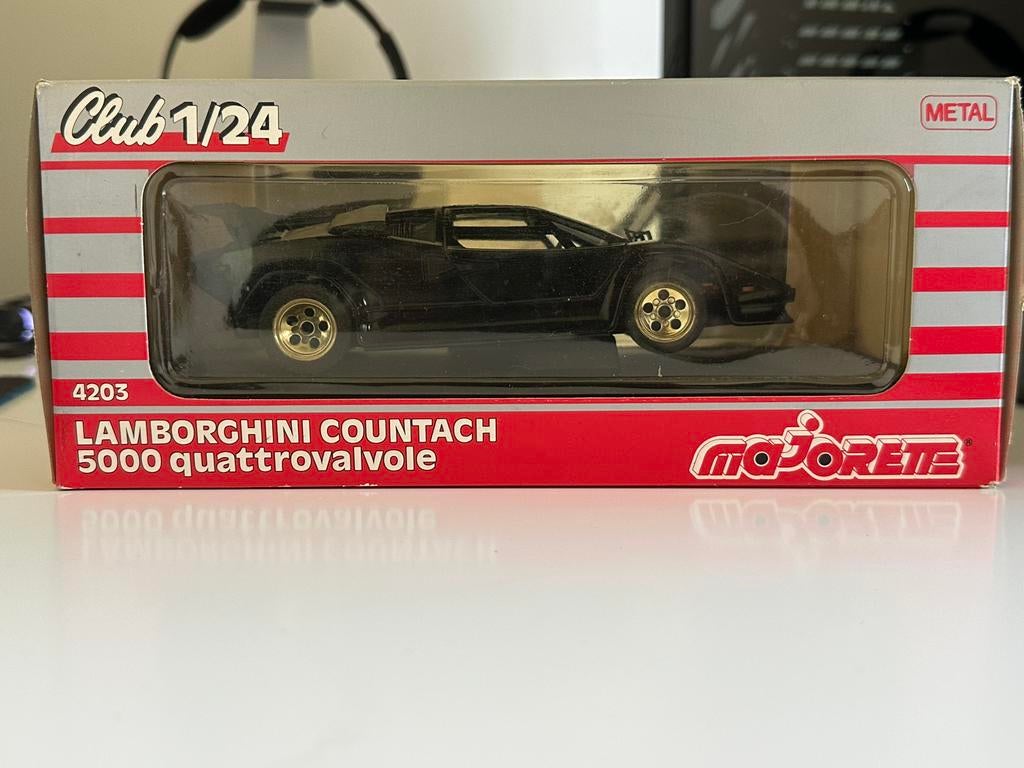 Club 1/24
METAL
4203
LAMBORGHINI COUNTACH
5000 quattrovalvole
MAJORETTE®